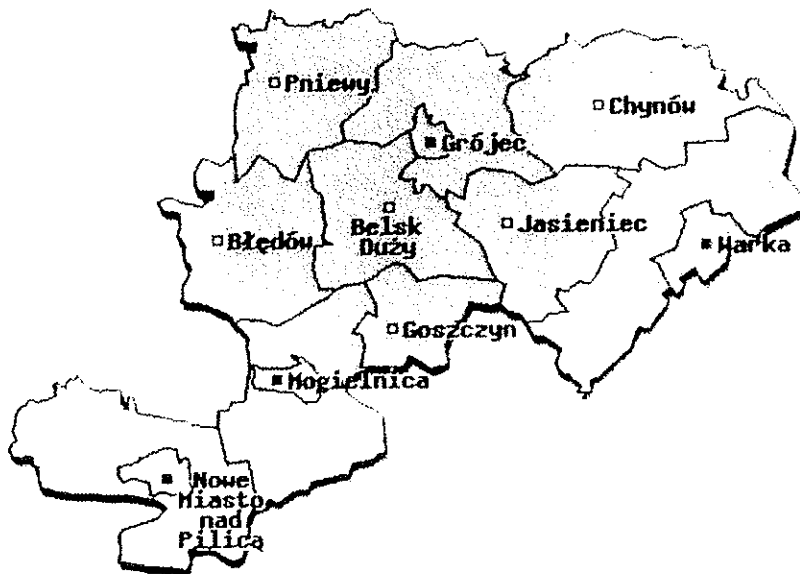 Pniewy
Chynów
Grójec
Belsk
Duży
Jasieniec
Błędów
Warka
Goszczyn
Mogielnica
Nowe
Miasto
nad
Pilicą